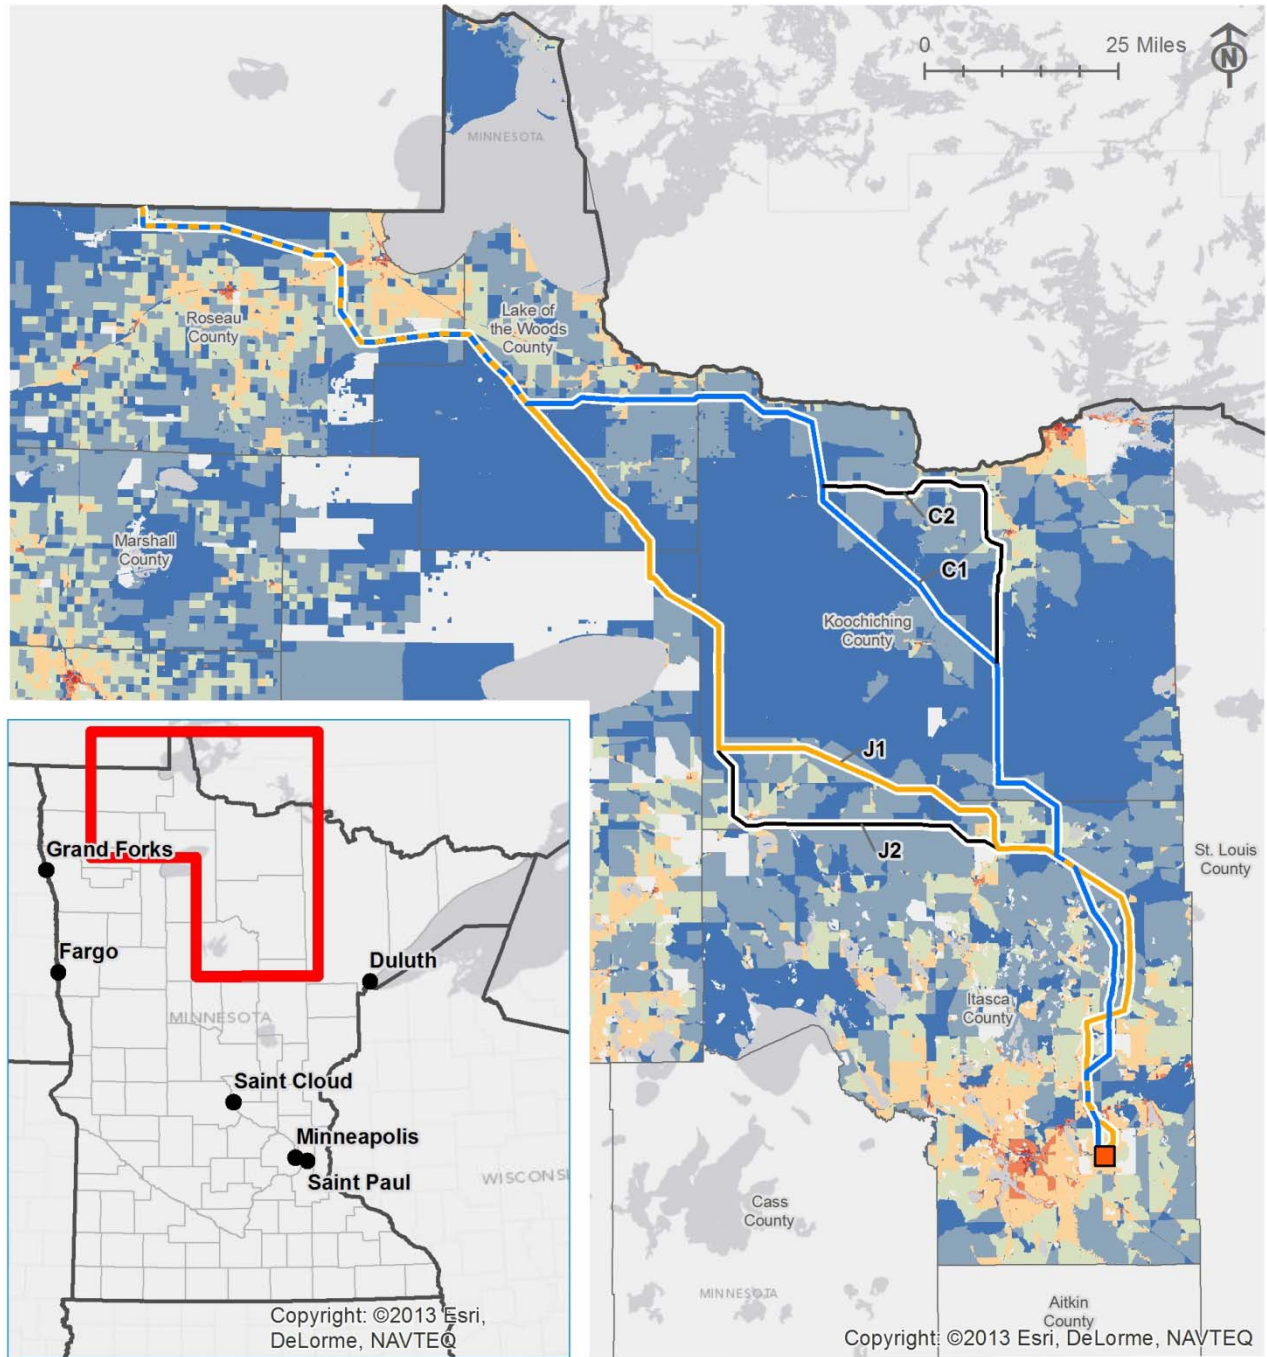 0 25 Miles
N
MINNESOTA
Roseau
County
Lake of
the Woods
County
Marshall
County
C2
C1
Koochiching
County
J1
J2
St. Louis
County
Itasca
County
Cass
County
MINNESOTA
Aitkin
County
Copyright: ©2013 Esri, DeLorme, NAVTEQ
Grand Forks
Fargo
Duluth
MINNESOTA
Saint Cloud
Minneapolis
Saint Paul
WISCONS
Copyright: ©2013 Esri,
DeLorme, NAVTEQ